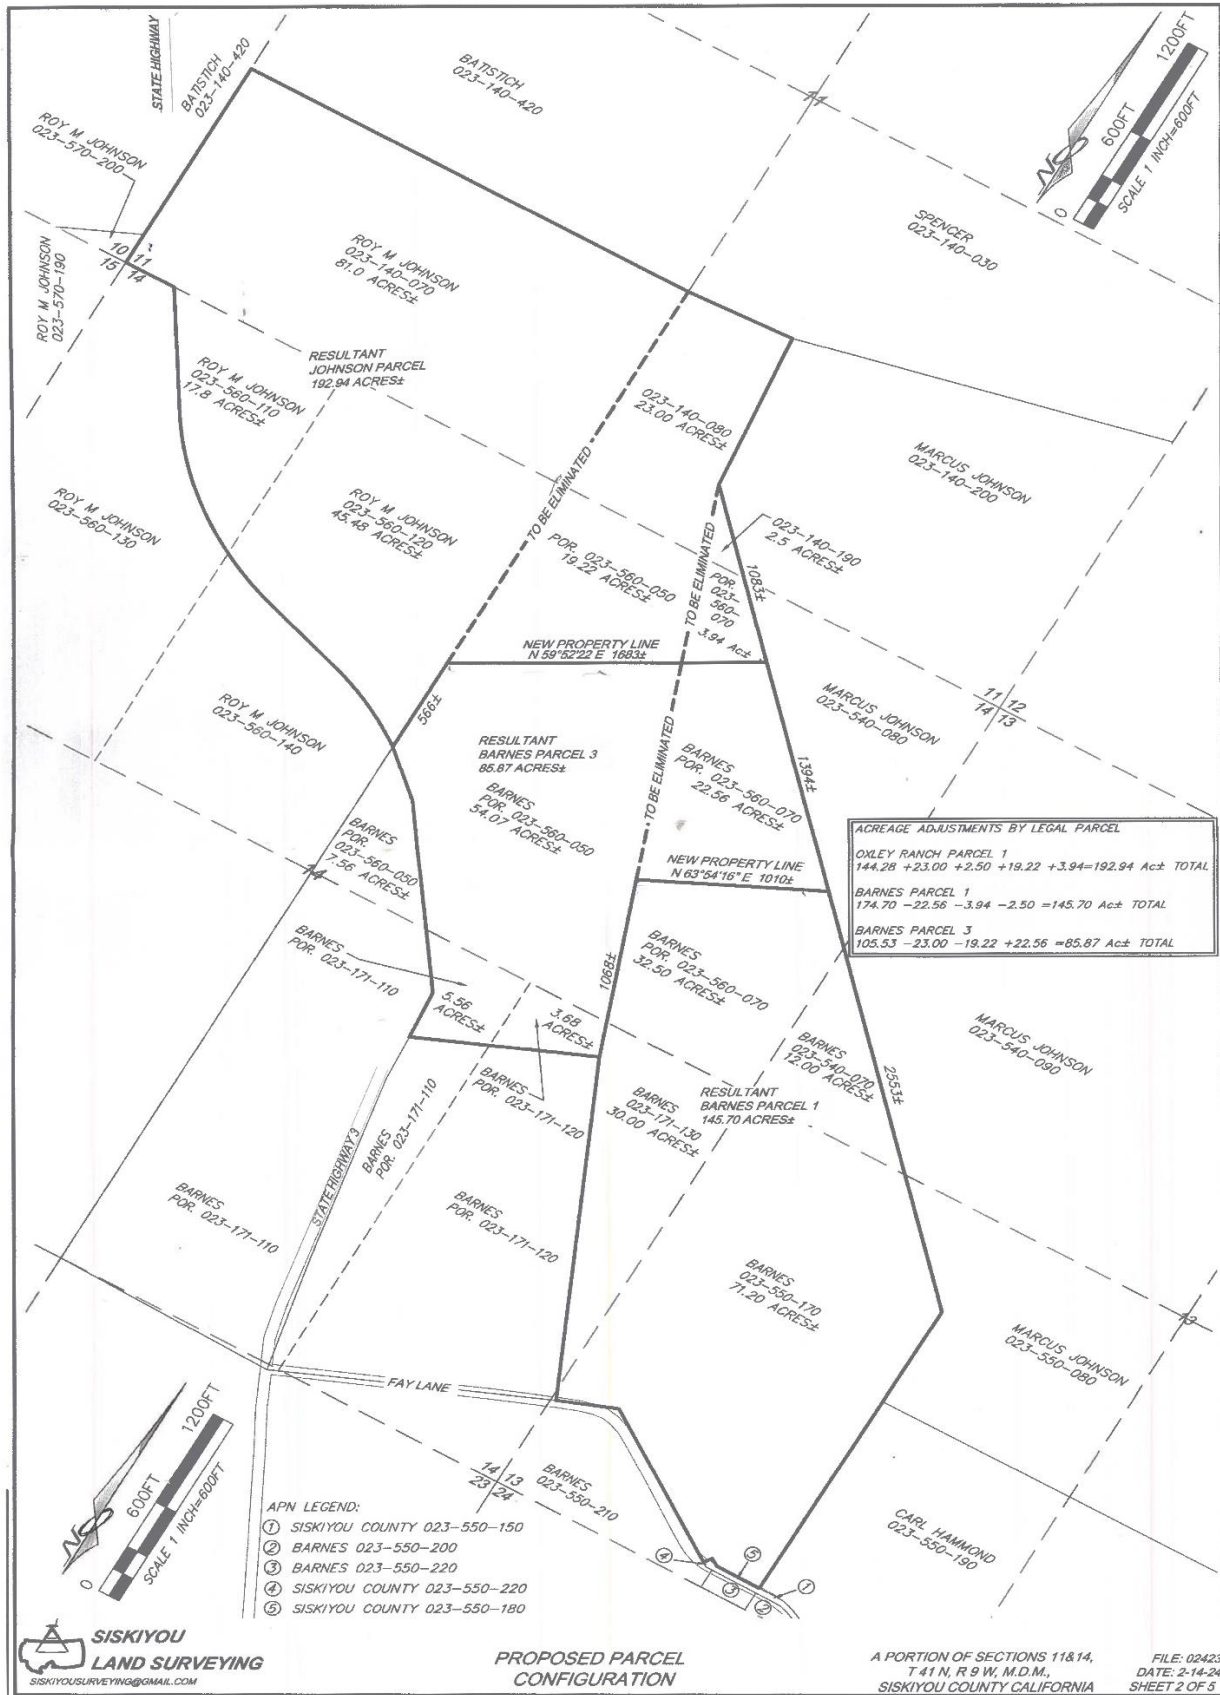 STATE HIGHWAY
BATISTICH
023-140-420
BATISTICH
023-140-420
11
1200FT
600FT
0
SCALE 1 INCH=600FT
ROY M JOHNSON
023-570-200
SPENCER
023-140-030
10 11
15 14
ROY M JOHNSON
023-570-190
ROY M JOHNSON
023-140-070
81.0 ACRES±
RESULTANT
JOHNSON PARCEL
192.94 ACRES±
ROY M JOHNSON
023-560-110
17.8 ACRES±
023-140-080
23.00 ACRES±
MARCUS JOHNSON
023-140-200
TO BE ELIMINATED
ROY M JOHNSON
023-560-130
ROY M JOHNSON
023-560-120
45.48 ACRES±
POR. 023-560-050
19.22 ACRES±
TO BE ELIMINATED
023-140-190
2.5 ACRES±
1083±
POR.
023-
560-
070
3.94 Ac±
NEW PROPERTY LINE
N 59°52'22 E 1683±
566±
11 12
14 13
ROY M JOHNSON
023-560-140
MARCUS JOHNSON
023-540-080
RESULTANT
BARNES PARCEL 3
85.87 ACRES±
TO BE ELIMINATED
BARNES
POR. 023-560-070
22.56 ACRES±
1394±
BARNES
POR. 023-560-050
54.07 ACRES±
BARNES
POR.
023-560-050
7.56 ACRES±
14
NEW PROPERTY LINE
N 63°54'16" E 1010±
ACREAGE ADJUSTMENTS BY LEGAL PARCEL
OXLEY RANCH PARCEL 1
144.28 +23.00 +2.50 +19.22 +3.94=192.94 Ac± TOTAL
BARNES PARCEL 1
174.70 -22.56 -3.94 -2.50 =145.70 Ac± TOTAL
BARNES PARCEL 3
105.53 -23.00 -19.22 +22.56 =85.87 Ac± TOTAL
BARNES
POR. 023-171-110
1068±
BARNES
POR. 023-560-070
32.50 ACRES±
5.56
ACRES±
3.68
ACRES±
BARNES
023-540-070
12.00 ACRES±
MARCUS JOHNSON
023-540-090
2553±
BARNES
POR. 023-171-120
BARNES
POR. 023-171-110
BARNES
023-171-130
30.00 ACRES±
RESULTANT
BARNES PARCEL 1
145.70 ACRES±
STATE HIGHWAY 3
BARNES
POR. 023-171-110
BARNES
POR. 023-171-120
BARNES
023-550-170
71.20 ACRES±
13
MARCUS JOHNSON
023-550-080
FAY LANE
1200FT
600FT
0
SCALE 1 INCH=600FT
14 13
23 24
BARNES
023-550-210
CARL HAMMOND
023-550-190
APN LEGEND:
① SISKIYOU COUNTY 023-550-150
② BARNES 023-550-200
③ BARNES 023-550-220
④ SISKIYOU COUNTY 023-550-220
⑤ SISKIYOU COUNTY 023-550-180
④
⑤
③
②
①
SISKIYOU
LAND SURVEYING
SISKIYOUSURVEYING@GMAIL.COM
PROPOSED PARCEL
CONFIGURATION
A PORTION OF SECTIONS 11&14,
T 41 N, R 9 W, M.D.M.,
SISKIYOU COUNTY CALIFORNIA
FILE: 02423
DATE: 2-14-24
SHEET 2 OF 5